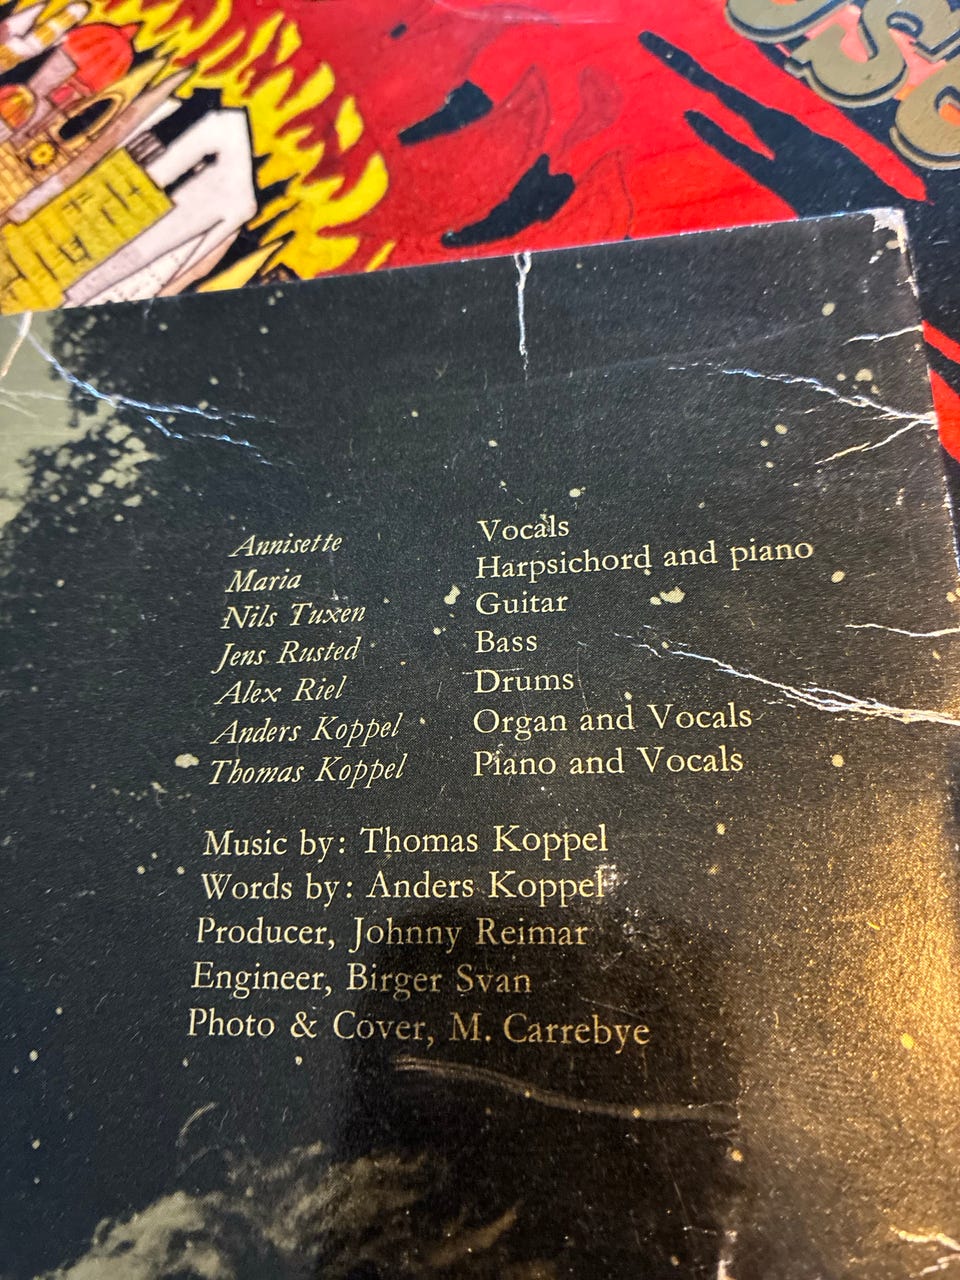 Annisette Vocals
Maria Harpsichord and piano
Nils Tuxen Guitar
Jens Rusted Bass
Alex Riel Drums
Anders Koppel Organ and Vocals
Thomas Koppel Piano and Vocals
Music by: Thomas Koppel
Words by: Anders Koppel
Producer, Johnny Reimar
Engineer, Birger Svan
Photo & Cover, M. Carrebye